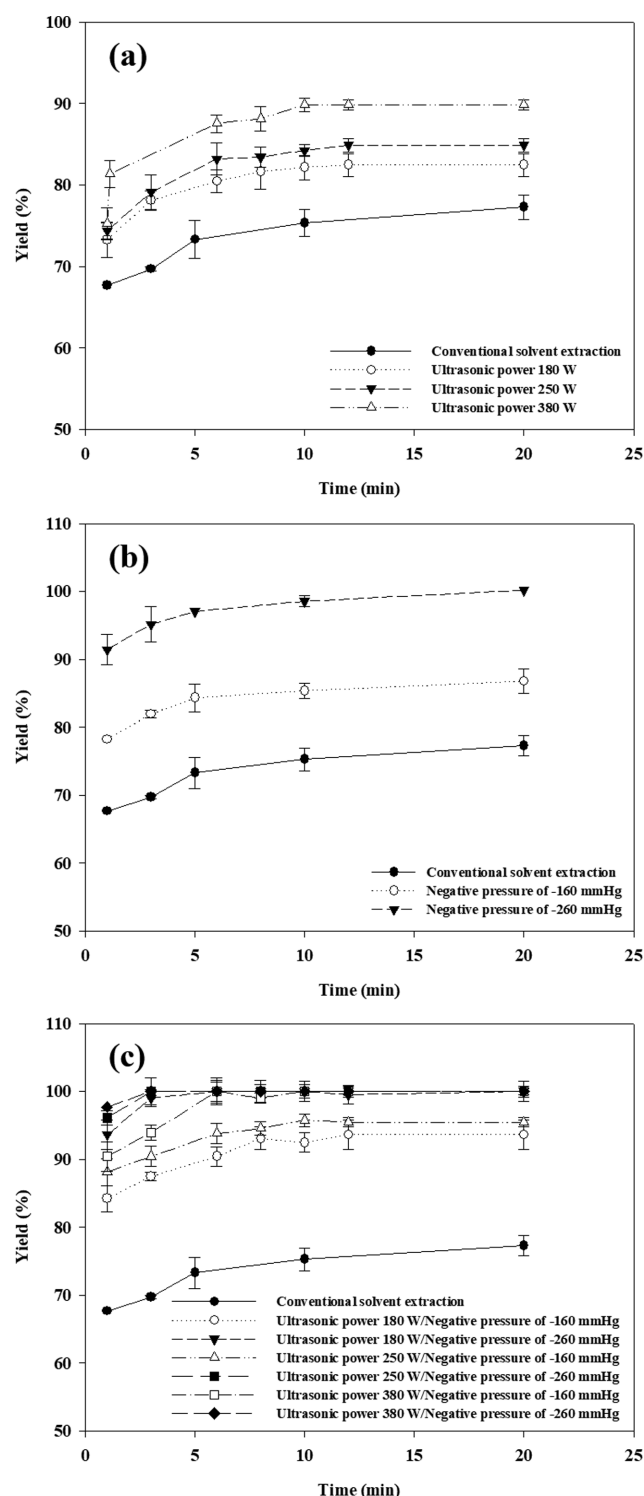 (a)
100
90
80
70
60
50
Yield (%)
Conventional solvent extraction
Ultrasonic power 180 W
Ultrasonic power 250 W
Ultrasonic power 380 W
0 5 10 15 20 25
Time (min)
(b)
110
100
90
80
70
60
50
Yield (%)
Conventional solvent extraction
Negative pressure of -160 mmHg
Negative pressure of -260 mmHg
0 5 10 15 20 25
Time (min)
(c)
110
100
90
80
70
60
50
Yield (%)
Conventional solvent extraction
Ultrasonic power 180 W/Negative pressure of -160 mmHg
Ultrasonic power 180 W/Negative pressure of -260 mmHg
Ultrasonic power 250 W/Negative pressure of -160 mmHg
Ultrasonic power 250 W/Negative pressure of -260 mmHg
Ultrasonic power 380 W/Negative pressure of -160 mmHg
Ultrasonic power 380 W/Negative pressure of -260 mmHg
0 5 10 15 20 25
Time (min)